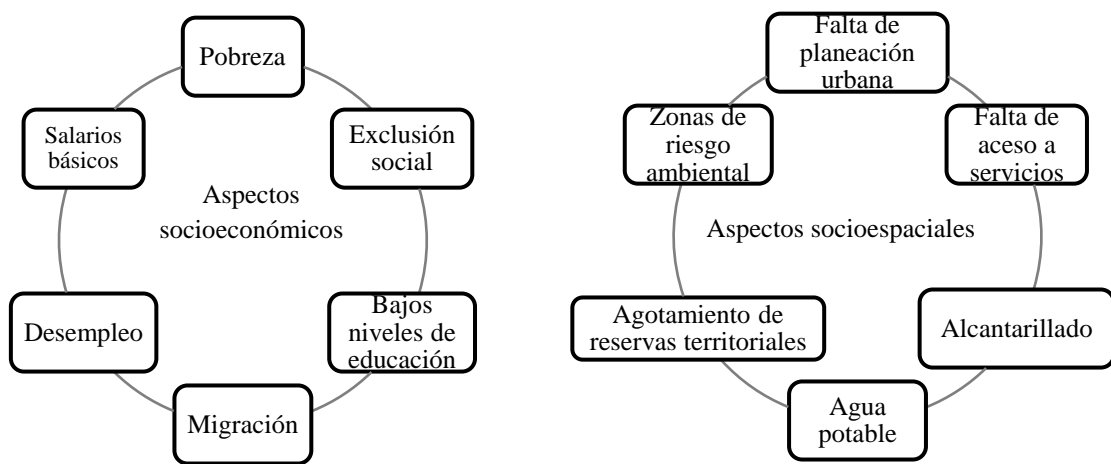 Pobreza
Exclusión
social
Bajos
niveles de
educación
Migración
Desempleo
Salarios
básicos
Aspectos
socioeconómicos
Falta de
planeación
urbana
Falta de
aceso a
servicios
Alcantarillado
Agua
potable
Agotamiento de
reservas territoriales
Zonas de
riesgo
ambiental
Aspectos socioespaciales